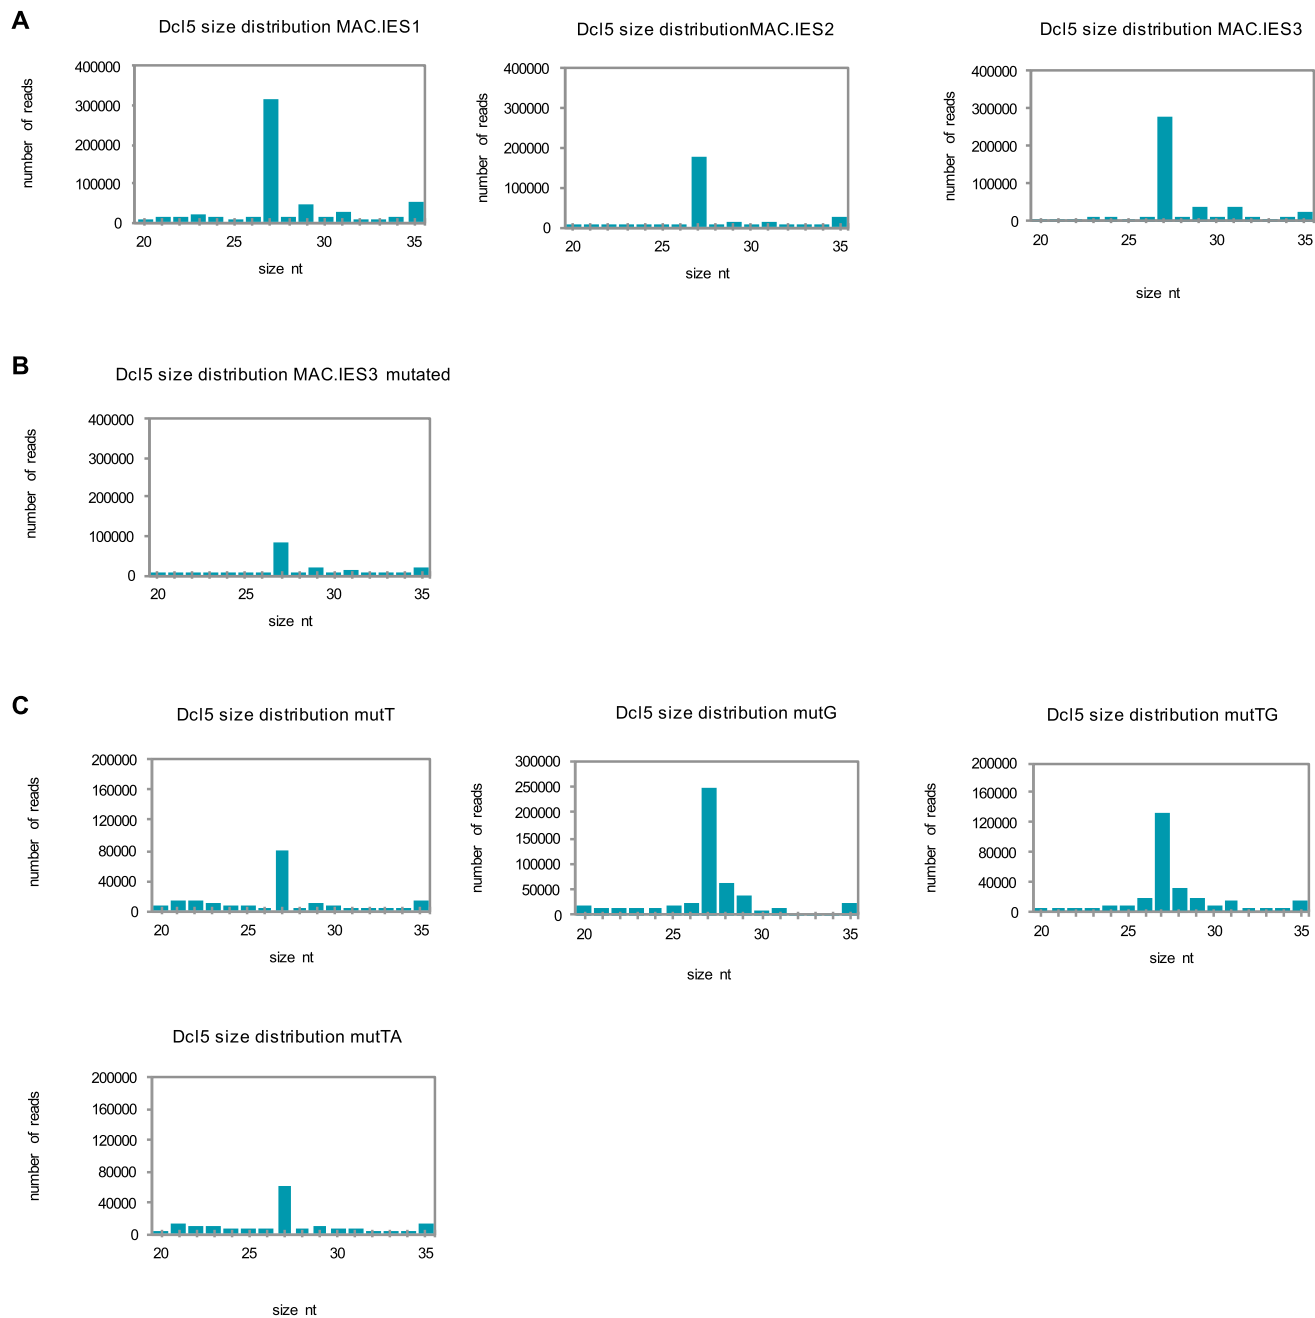 A
Dcl5 size distribution MAC.IES1
number of reads
400000
300000
200000
100000
0
20 25 30 35
size nt
Dcl5 size distributionMAC.IES2
number of reads
400000
300000
200000
100000
0
20 25 30 35
size nt
Dcl5 size distribution MAC.IES3
number of reads
400000
300000
200000
100000
0
20 25 30 35
size nt
B
Dcl5 size distribution MAC.IES3 mutated
number of reads
400000
300000
200000
100000
0
20 25 30 35
size nt
C
Dcl5 size distribution mutT
number of reads
200000
160000
120000
80000
40000
0
20 25 30 35
size nt
Dcl5 size distribution mutG
number of reads
300000
250000
200000
150000
100000
50000
0
20 25 30 35
size nt
Dcl5 size distribution mutTG
number of reads
200000
160000
120000
80000
40000
0
20 25 30 35
size nt
Dcl5 size distribution mutTA
number of reads
200000
160000
120000
80000
40000
0
20 25 30 35
size nt